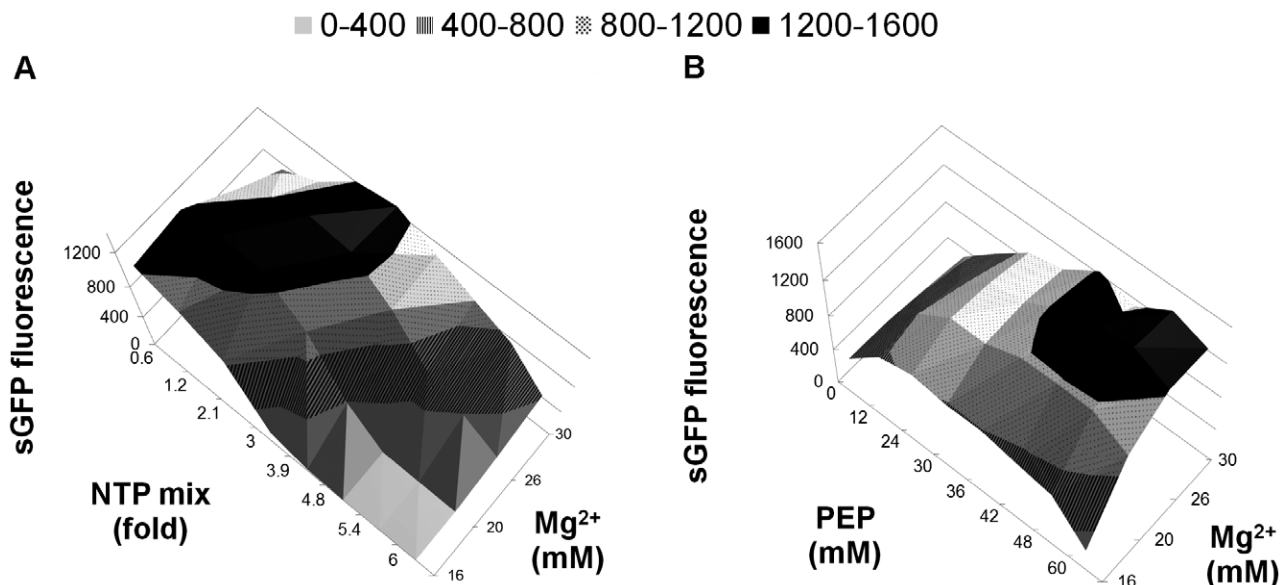 0-400 400-800 800-1200 1200-1600
A
sGFP fluorescence
1200
800
400
0
0.6
1.2
2.1
3
3.9
4.8
5.4
6
NTP mix
(fold)
16
20
26
30
Mg²⁺
(mM)
B
sGFP fluorescence
1600
1200
800
400
0
0
12
24
30
36
42
48
60
PEP
(mM)
16
20
26
30
Mg²⁺
(mM)